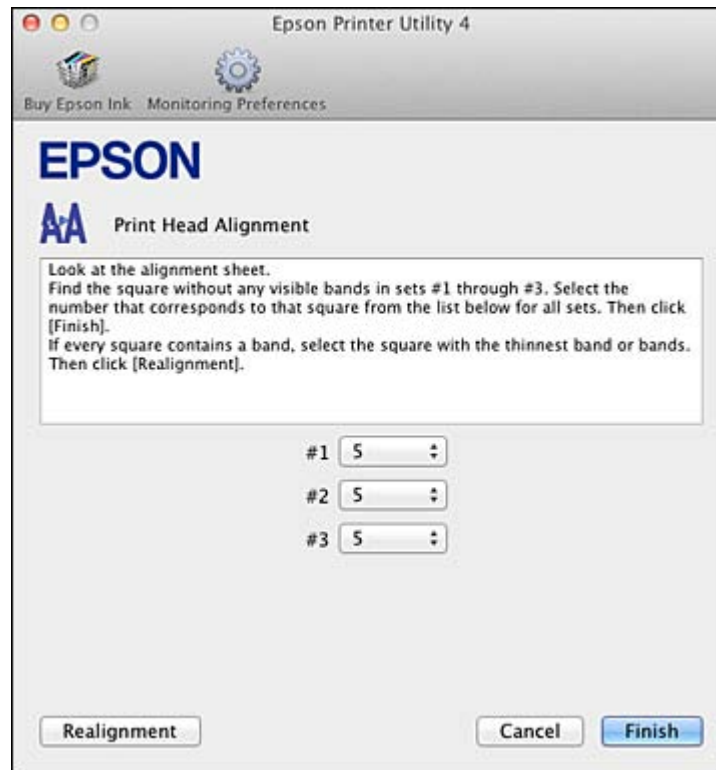 Epson Printer Utility 4
Buy Epson Ink Monitoring Preferences
EPSON
AA Print Head Alignment
Look at the alignment sheet.
Find the square without any visible bands in sets #1 through #3. Select the
number that corresponds to that square from the list below for all sets. Then click
[Finish].
If every square contains a band, select the square with the thinnest band or bands.
Then click [Realignment].
#1 5
#2 5
#3 5
Realignment Cancel Finish